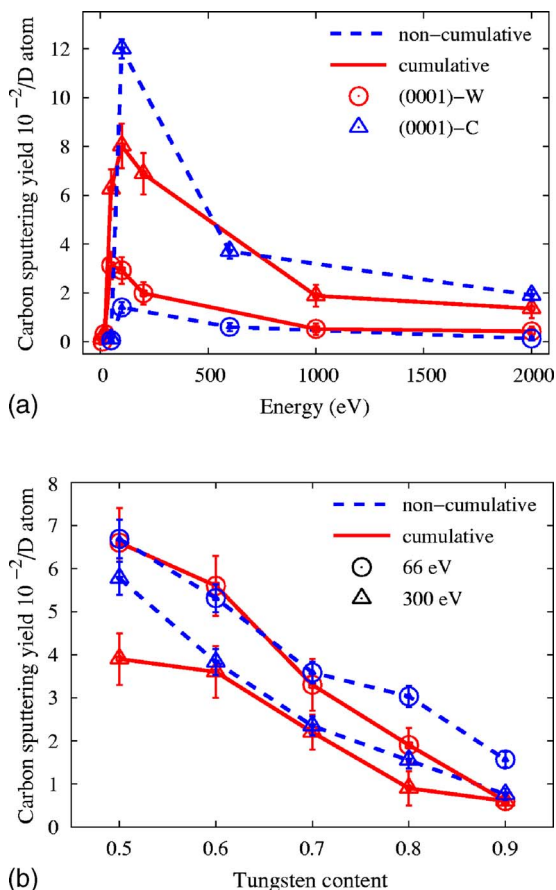 12
10
8
6
4
2
0
Carbon sputtering yield 10⁻²/D atom
non−cumulative
cumulative
(0001)−W
(0001)−C
0 500 1000 1500 2000
Energy (eV)
(a)
8
7
6
5
4
3
2
1
0
Carbon sputtering yield 10⁻²/D atom
non−cumulative
cumulative
66 eV
300 eV
0.5 0.6 0.7 0.8 0.9
Tungsten content
(b)